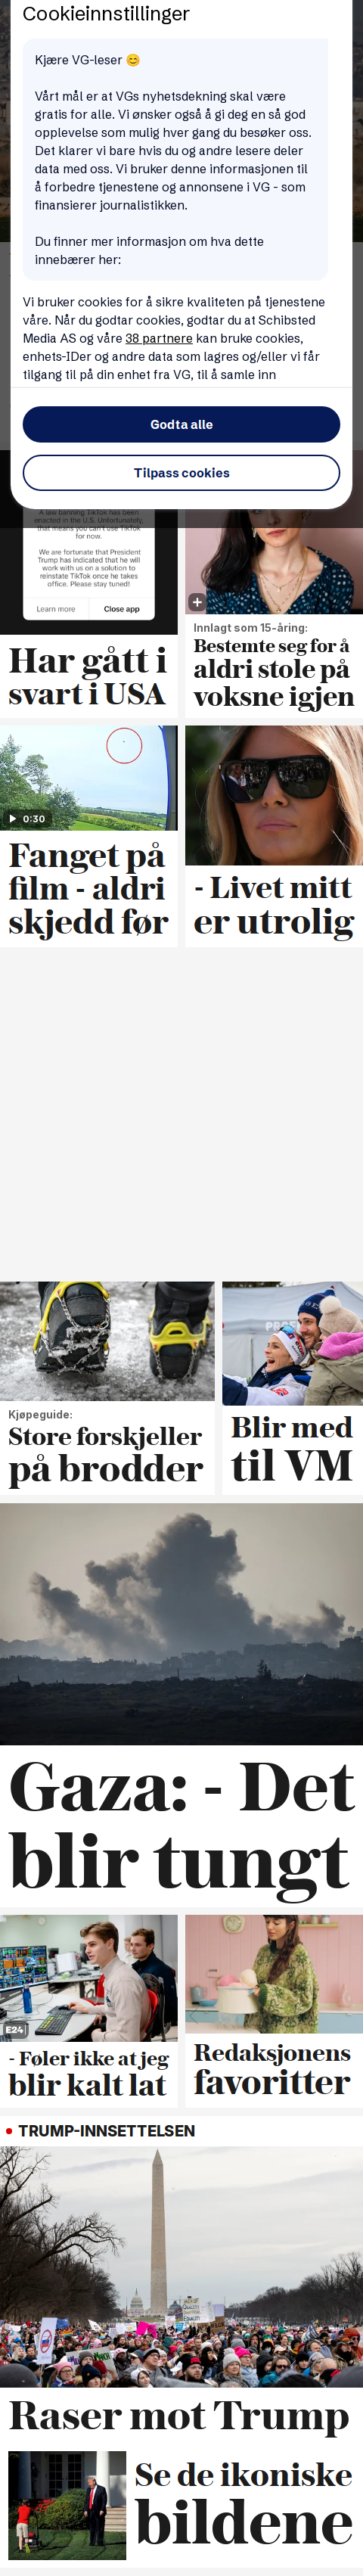 Cookieinnstillinger
Kjære VG-leser 😊
Vårt mål er at VGs nyhetsdekning skal være
gratis for alle. Vi ønsker også å gi deg en så god
opplevelse som mulig hver gang du besøker oss.
Det klarer vi bare hvis du og andre lesere deler
data med oss. Vi bruker denne informasjonen til
å forbedre tjenestene og annonsene i VG - som
finansierer journalistikken.
Du finner mer informasjon om hva dette
innebærer her:
Vi bruker cookies for å sikre kvaliteten på tjenestene
våre. Når du godtar cookies, godtar du at Schibsted
Media AS og våre 38 partnere kan bruke cookies,
enhets-IDer og andre data som lagres og/eller vi får
tilgang til på din enhet fra VG, til å samle inn
Godta alle
Tilpass cookies
A law banning TikTok has been
enacted in the U.S. Unfortunately,
that means you can't use TikTok
for now.
We are fortunate that President
Trump has indicated that he will
work with us on a solution to
reinstate TikTok once he takes
office. Please stay tuned!
Learn more
Close app
Har gått i
svart i USA
Innlagt som 15-åring:
Bestemte seg for å
aldri stole på
voksne igjen
0:30
Fanget på
film - aldri
skjedd før
- Livet mitt
er utrolig
Kjøpeguide:
Store forskjeller
på brodder
Blir med
til VM
Gaza: - Det
blir tungt
E24
- Føler ikke at jeg
blir kalt lat
Redaksjonens
favoritter
TRUMP-INNSETTELSEN
Raser mot Trump
Se de ikoniske
bildene